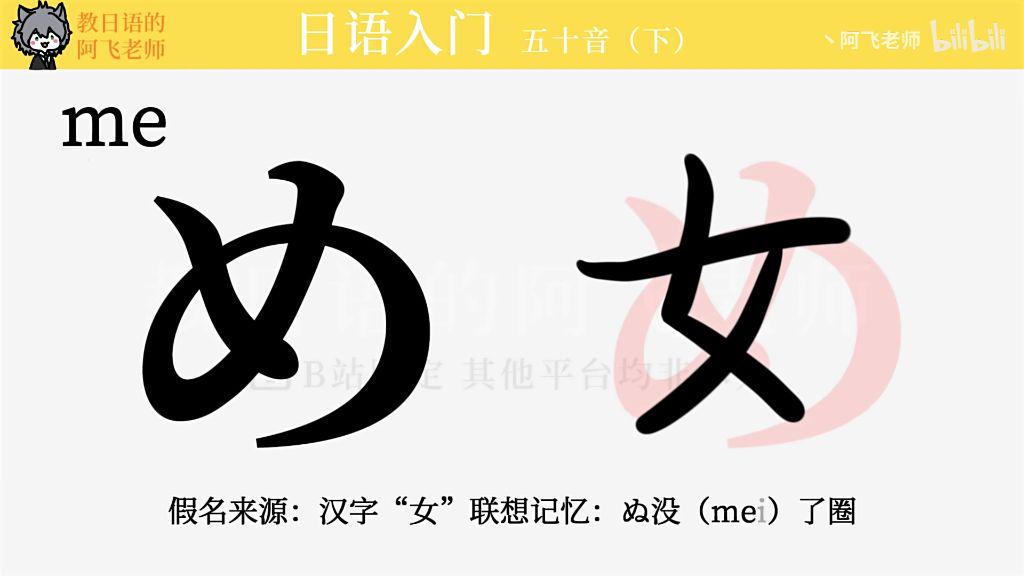 教日语的
阿飞老师
日语入门 五十音（下）
丶阿飞老师 bilibili
me
め 女
假名来源：汉字“女”联想记忆：ぬ没（mei）了圈